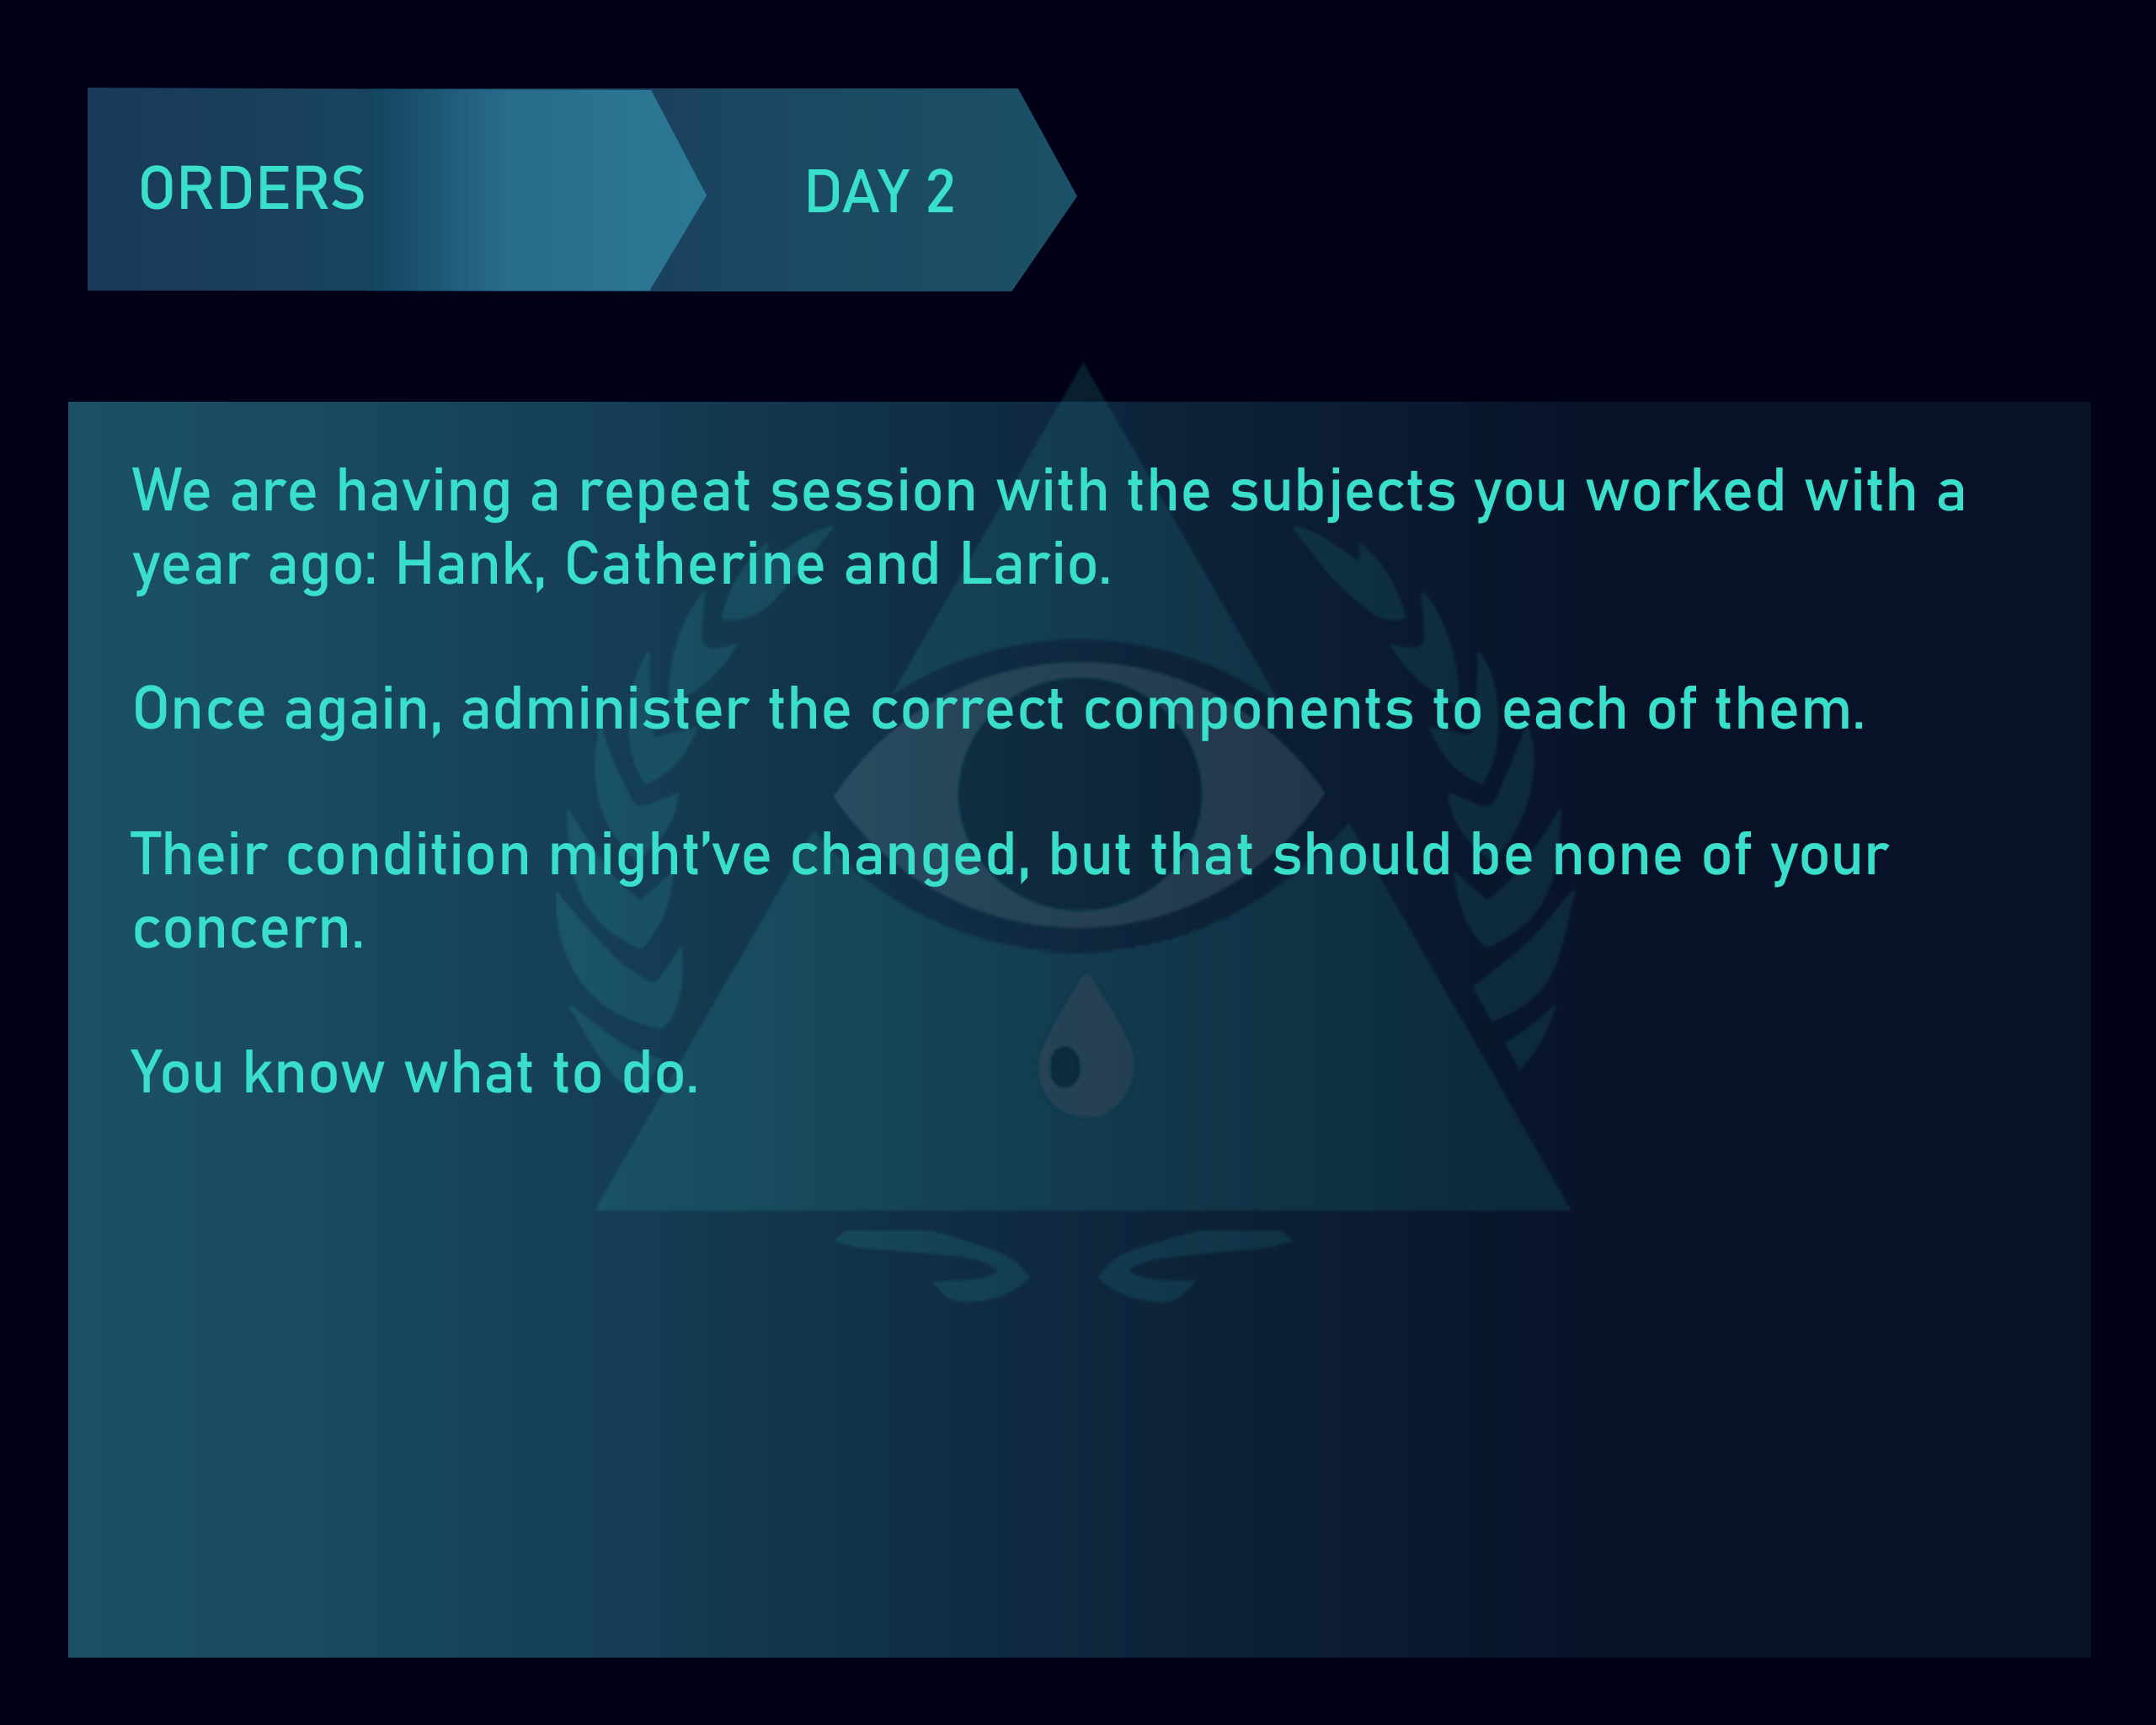 ORDERS
DAY 2
We are having a repeat session with the subjects you worked with a
year ago: Hank, Catherine and Lario.
Once again, administer the correct components to each of them.
Their condition might’ve changed, but that should be none of your
concern.
You know what to do.